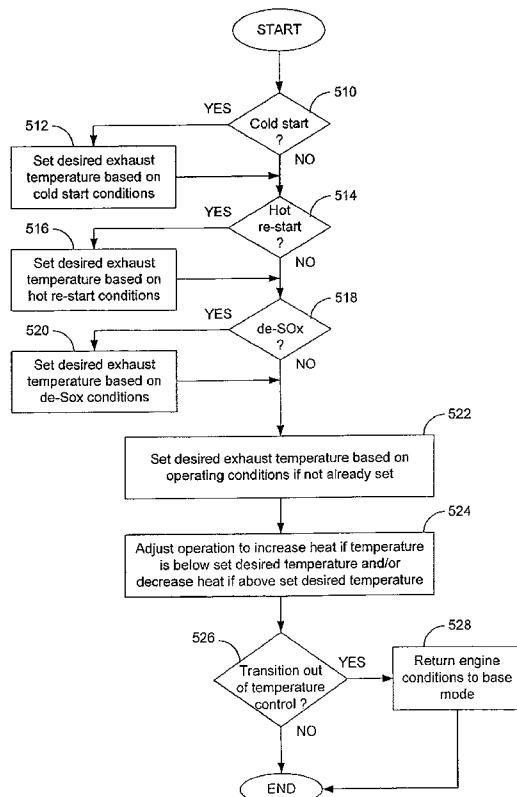 START
510
YES
Cold start
?
512
NO
Set desired exhaust
temperature based on
cold start conditions
514
YES
Hot
re-start
?
516
NO
Set desired exhaust
temperature based on
hot re-start conditions
518
YES
de-SOx
?
520
NO
Set desired exhaust
temperature based on
de-Sox conditions
522
Set desired exhaust temperature based on
operating conditions if not already set
524
Adjust operation to increase heat if temperature
is below set desired temperature and/or
decrease heat if above set desired temperature
526
Transition out
of temperature
control ?
YES
528
Return engine
conditions to base
mode
NO
END